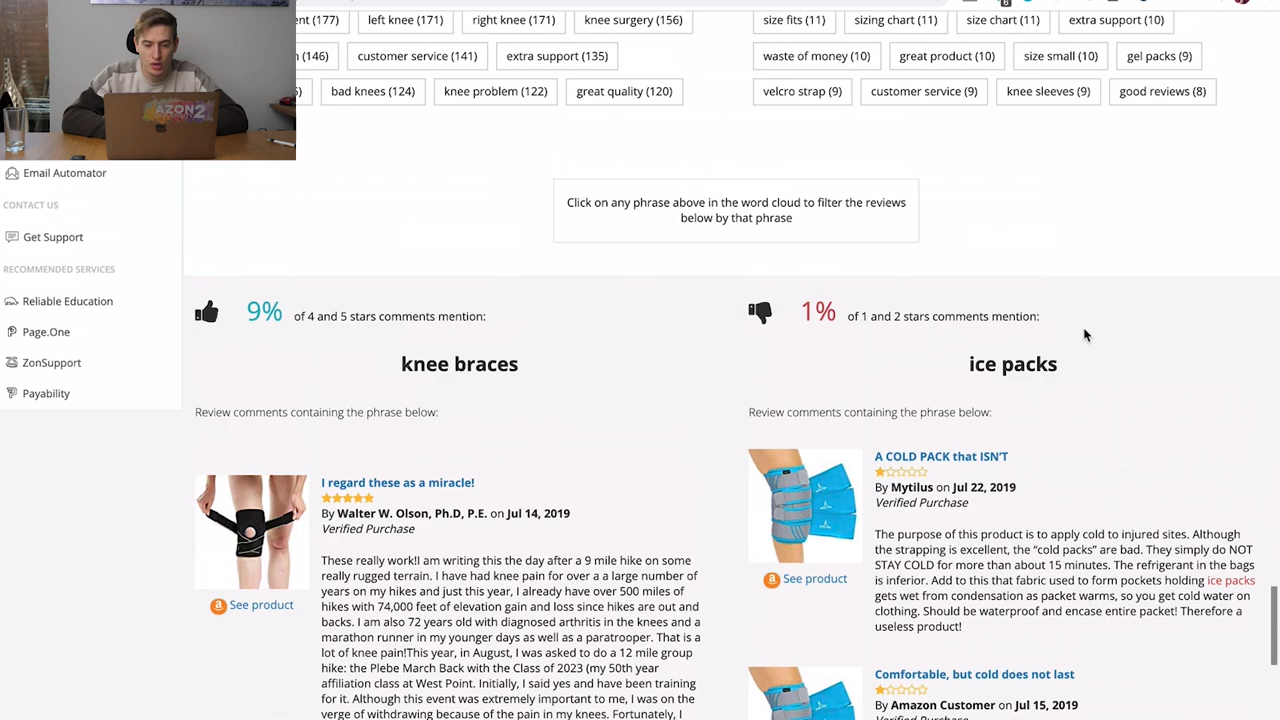 nt (177)
left knee (171)
right knee (171)
knee surgery (156)
size fits (11)
sizing chart (11)
size chart (11)
extra support (10)
(146)
customer service (141)
extra support (135)
waste of money (10)
great product (10)
size small (10)
gel packs (9)
bad knees (124)
knee problem (122)
great quality (120)
velcro strap (9)
customer service (9)
knee sleeves (9)
good reviews (8)
AZON
UNIVERSITY 2
Email Automator
CONTACT US
Get Support
RECOMMENDED SERVICES
Reliable Education
Page.One
ZonSupport
Payability
Click on any phrase above in the word cloud to filter the reviews
below by that phrase
9% of 4 and 5 stars comments mention:
knee braces
Review comments containing the phrase below:
I regard these as a miracle!
By Walter W. Olson, Ph.D, P.E. on Jul 14, 2019
Verified Purchase
See product
These really work!I am writing this the day after a 9 mile hike on some
really rugged terrain. I have had knee pain for over a a large number of
years on my hikes and just this year, I already have over 500 miles of
hikes with 74,000 feet of elevation gain and loss since hikes are out and
backs. I am also 72 years old with diagnosed arthritis in the knees and a
marathon runner in my younger days as well as a paratrooper. That is a
lot of knee pain!This year, in August, I was asked to do a 12 mile group
hike: the Plebe March Back with the Class of 2023 (my 50th year
affiliation class at West Point. Initially, I said yes and have been training
for it. Although this event was extremely important to me, I was on the
verge of withdrawing because of the pain in my knees. Fortunately, I
1% of 1 and 2 stars comments mention:
ice packs
Review comments containing the phrase below:
A COLD PACK that ISN'T
By Mytilus on Jul 22, 2019
Verified Purchase
See product
The purpose of this product is to apply cold to injured sites. Although
the strapping is excellent, the “cold packs” are bad. They simply do NOT
STAY COLD for more than about 15 minutes. The refrigerant in the bags
is inferior. Add to this that fabric used to form pockets holding ice packs
gets wet from condensation as packet warms, so you get cold water on
clothing. Should be waterproof and encase entire packet! Therefore a
useless product!
Comfortable, but cold does not last
By Amazon Customer on Jul 15, 2019
Verified Purchase